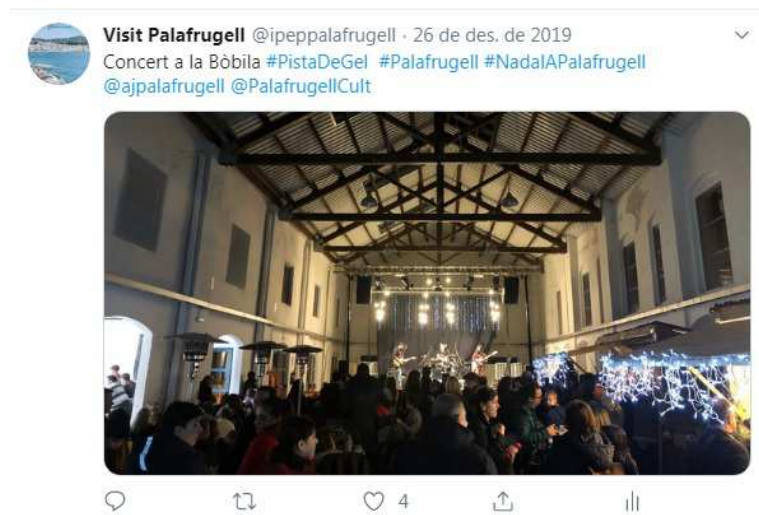 Visit Palafrugell @ipeppalafrugell · 26 de des. de 2019
Concert a la Bòbila #PistaDeGel #Palafrugell #NadalAPalafrugell
@ajpalafrugell @PalafrugellCult
4